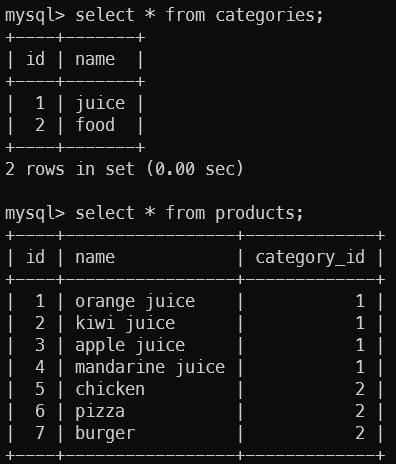 mysql> select * from categories;
+----+-------+
| id | name  |
+----+-------+
|  1 | juice |
|  2 | food  |
+----+-------+
2 rows in set (0.00 sec)

mysql> select * from products;
+----+-----------------+-------------+
| id | name            | category_id |
+----+-----------------+-------------+
|  1 | orange juice    |           1 |
|  2 | kiwi juice      |           1 |
|  3 | apple juice     |           1 |
|  4 | mandarine juice |           1 |
|  5 | chicken         |           2 |
|  6 | pizza           |           2 |
|  7 | burger          |           2 |
+----+-----------------+-------------+